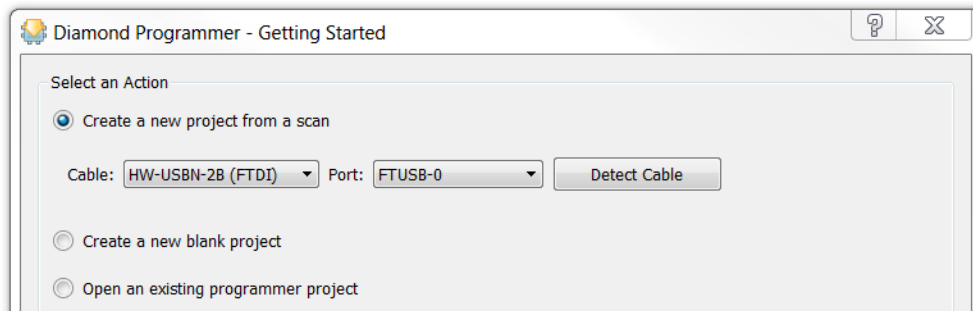 Diamond Programmer - Getting Started
Select an Action
Create a new project from a scan
Cable: HW-USBN-2B (FTDI) Port: FTUSB-0 Detect Cable
Create a new blank project
Open an existing programmer project